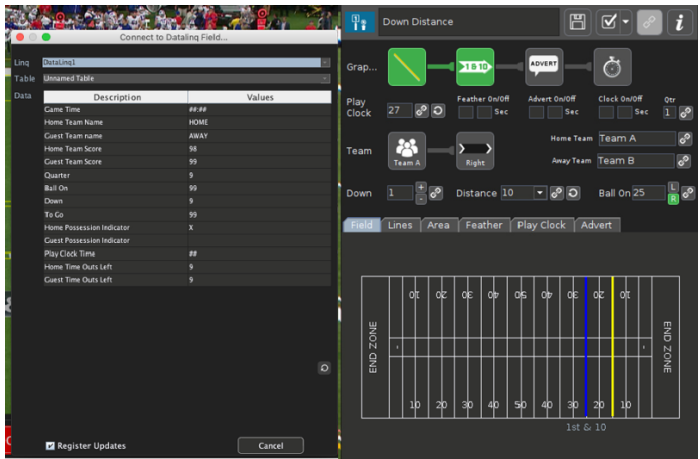 Connect to Datalinq Field...
Linq DataLinq1
Table Unnamed Table
Data Description Values
Game Time ##:##
Home Team Name HOME
Guest Team name AWAY
Home Team Score 98
Guest Team Score 99
Quarter 9
Ball On 99
Down 9
To Go 99
Home Possession Indicator X
Guest Possession Indicator
Play Clock Time ##
Home Time Outs Left 9
Guest Time Outs Left 9
Register Updates
Cancel
Down Distance
Grap...
1 & 10
ADVERT
Play Clock 27
Feather On/Off
Sec
Advert On/Off
Sec
Clock On/Off
Sec
Qtr
1
Team
Team A
Right
Home Team Team A
Away Team Team B
Down 1 + - Distance 10 Ball On 25 L R
Field Lines Area Feather Play Clock Advert
10 20 30 40 50 40 30 20 10
END ZONE
END ZONE
10 20 30 40 50 40 30 20 10
1st & 10